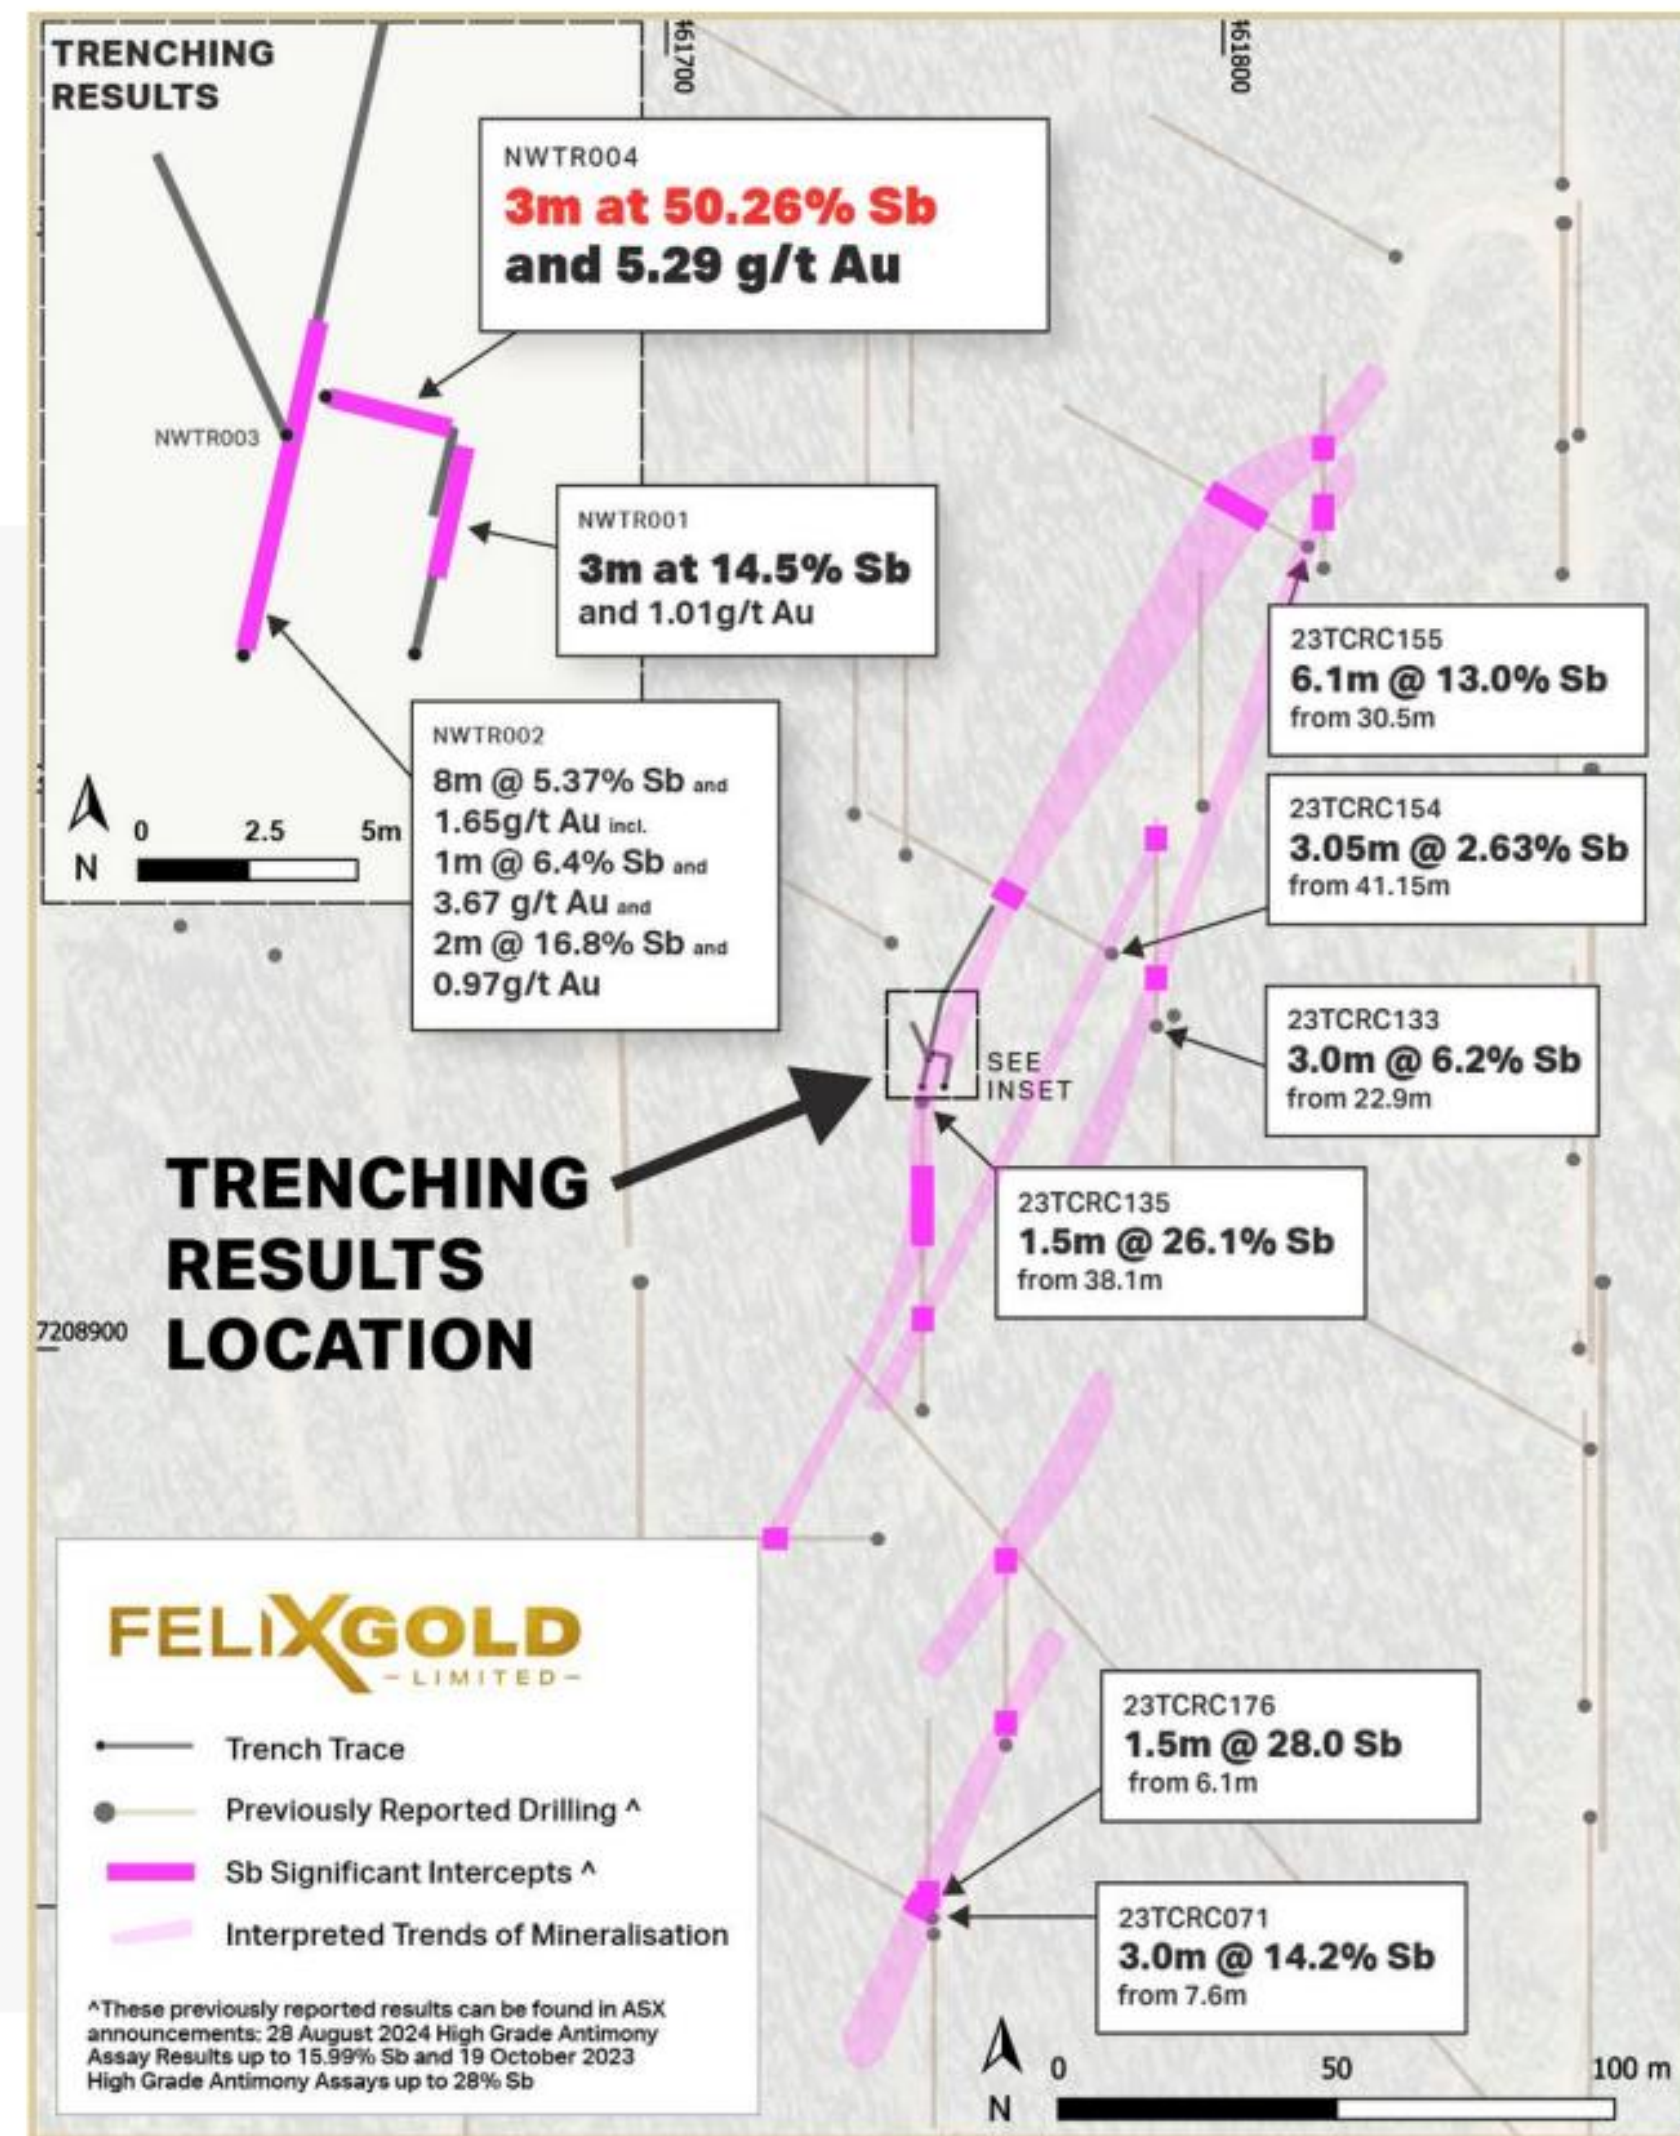 TRENCHING
RESULTS
461700
461800
NWTR004
3m at 50.26% Sb
and 5.29 g/t Au
NWTR003
NWTR001
3m at 14.5% Sb
and 1.01g/t Au
23TCRC155
6.1m @ 13.0% Sb
from 30.5m
NWTR002
8m @ 5.37% Sb and
1.65g/t Au incl.
1m @ 6.4% Sb and
3.67 g/t Au and
2m @ 16.8% Sb and
0.97g/t Au
0 2.5 5m
N
23TCRC154
3.05m @ 2.63% Sb
from 41.15m
23TCRC133
3.0m @ 6.2% Sb
from 22.9m
SEE
INSET
TRENCHING
RESULTS
LOCATION
23TCRC135
1.5m @ 26.1% Sb
from 38.1m
7208900
FELIXGOLD
-LIMITED-
Trench Trace
Previously Reported Drilling ^
Sb Significant Intercepts ^
Interpreted Trends of Mineralisation
^These previously reported results can be found in ASX
announcements: 28 August 2024 High Grade Antimony
Assay Results up to 15.99% Sb and 19 October 2023
High Grade Antimony Assays up to 28% Sb
23TCRC176
1.5m @ 28.0 Sb
from 6.1m
23TCRC071
3.0m @ 14.2% Sb
from 7.6m
0 50 100 m
N